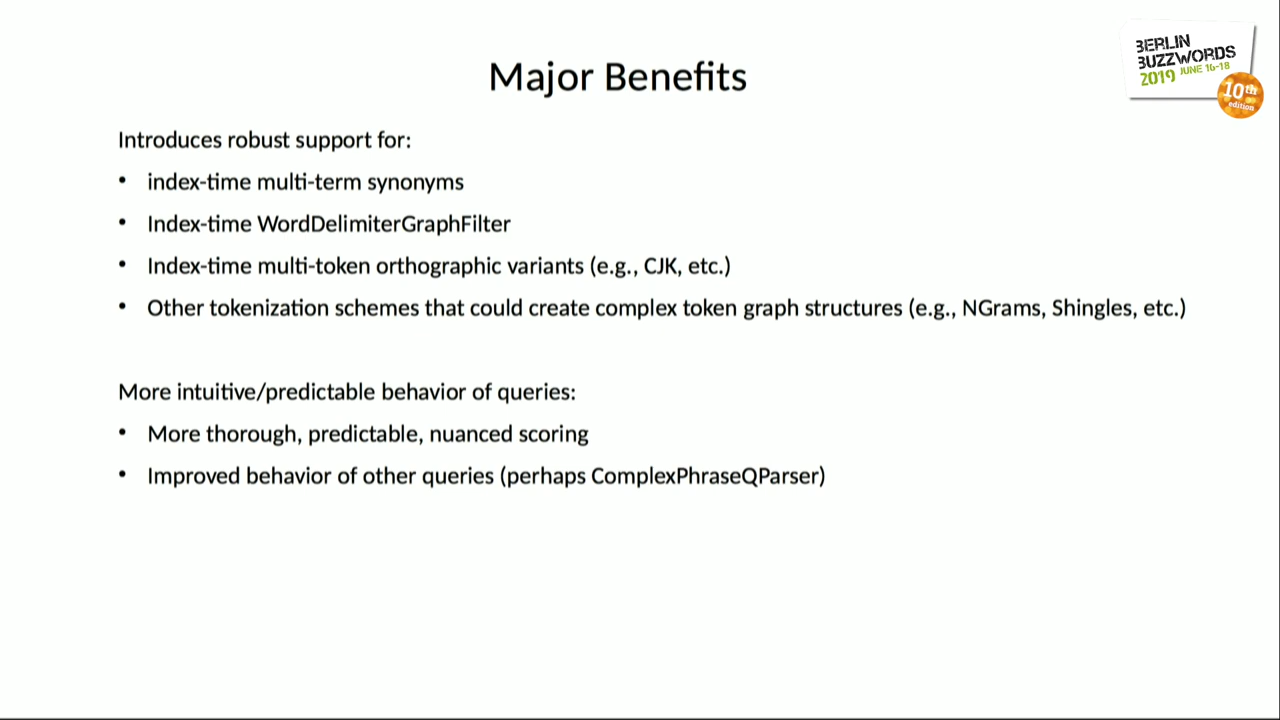 BERLIN
BUZZWORDS
2019 JUNE 16-18
10th
edition
Major Benefits
Introduces robust support for:
• index-time multi-term synonyms
• Index-time WordDelimiterGraphFilter
• Index-time multi-token orthographic variants (e.g., CJK, etc.)
• Other tokenization schemes that could create complex token graph structures (e.g., NGrams, Shingles, etc.)
More intuitive/predictable behavior of queries:
• More thorough, predictable, nuanced scoring
• Improved behavior of other queries (perhaps ComplexPhraseQParser)